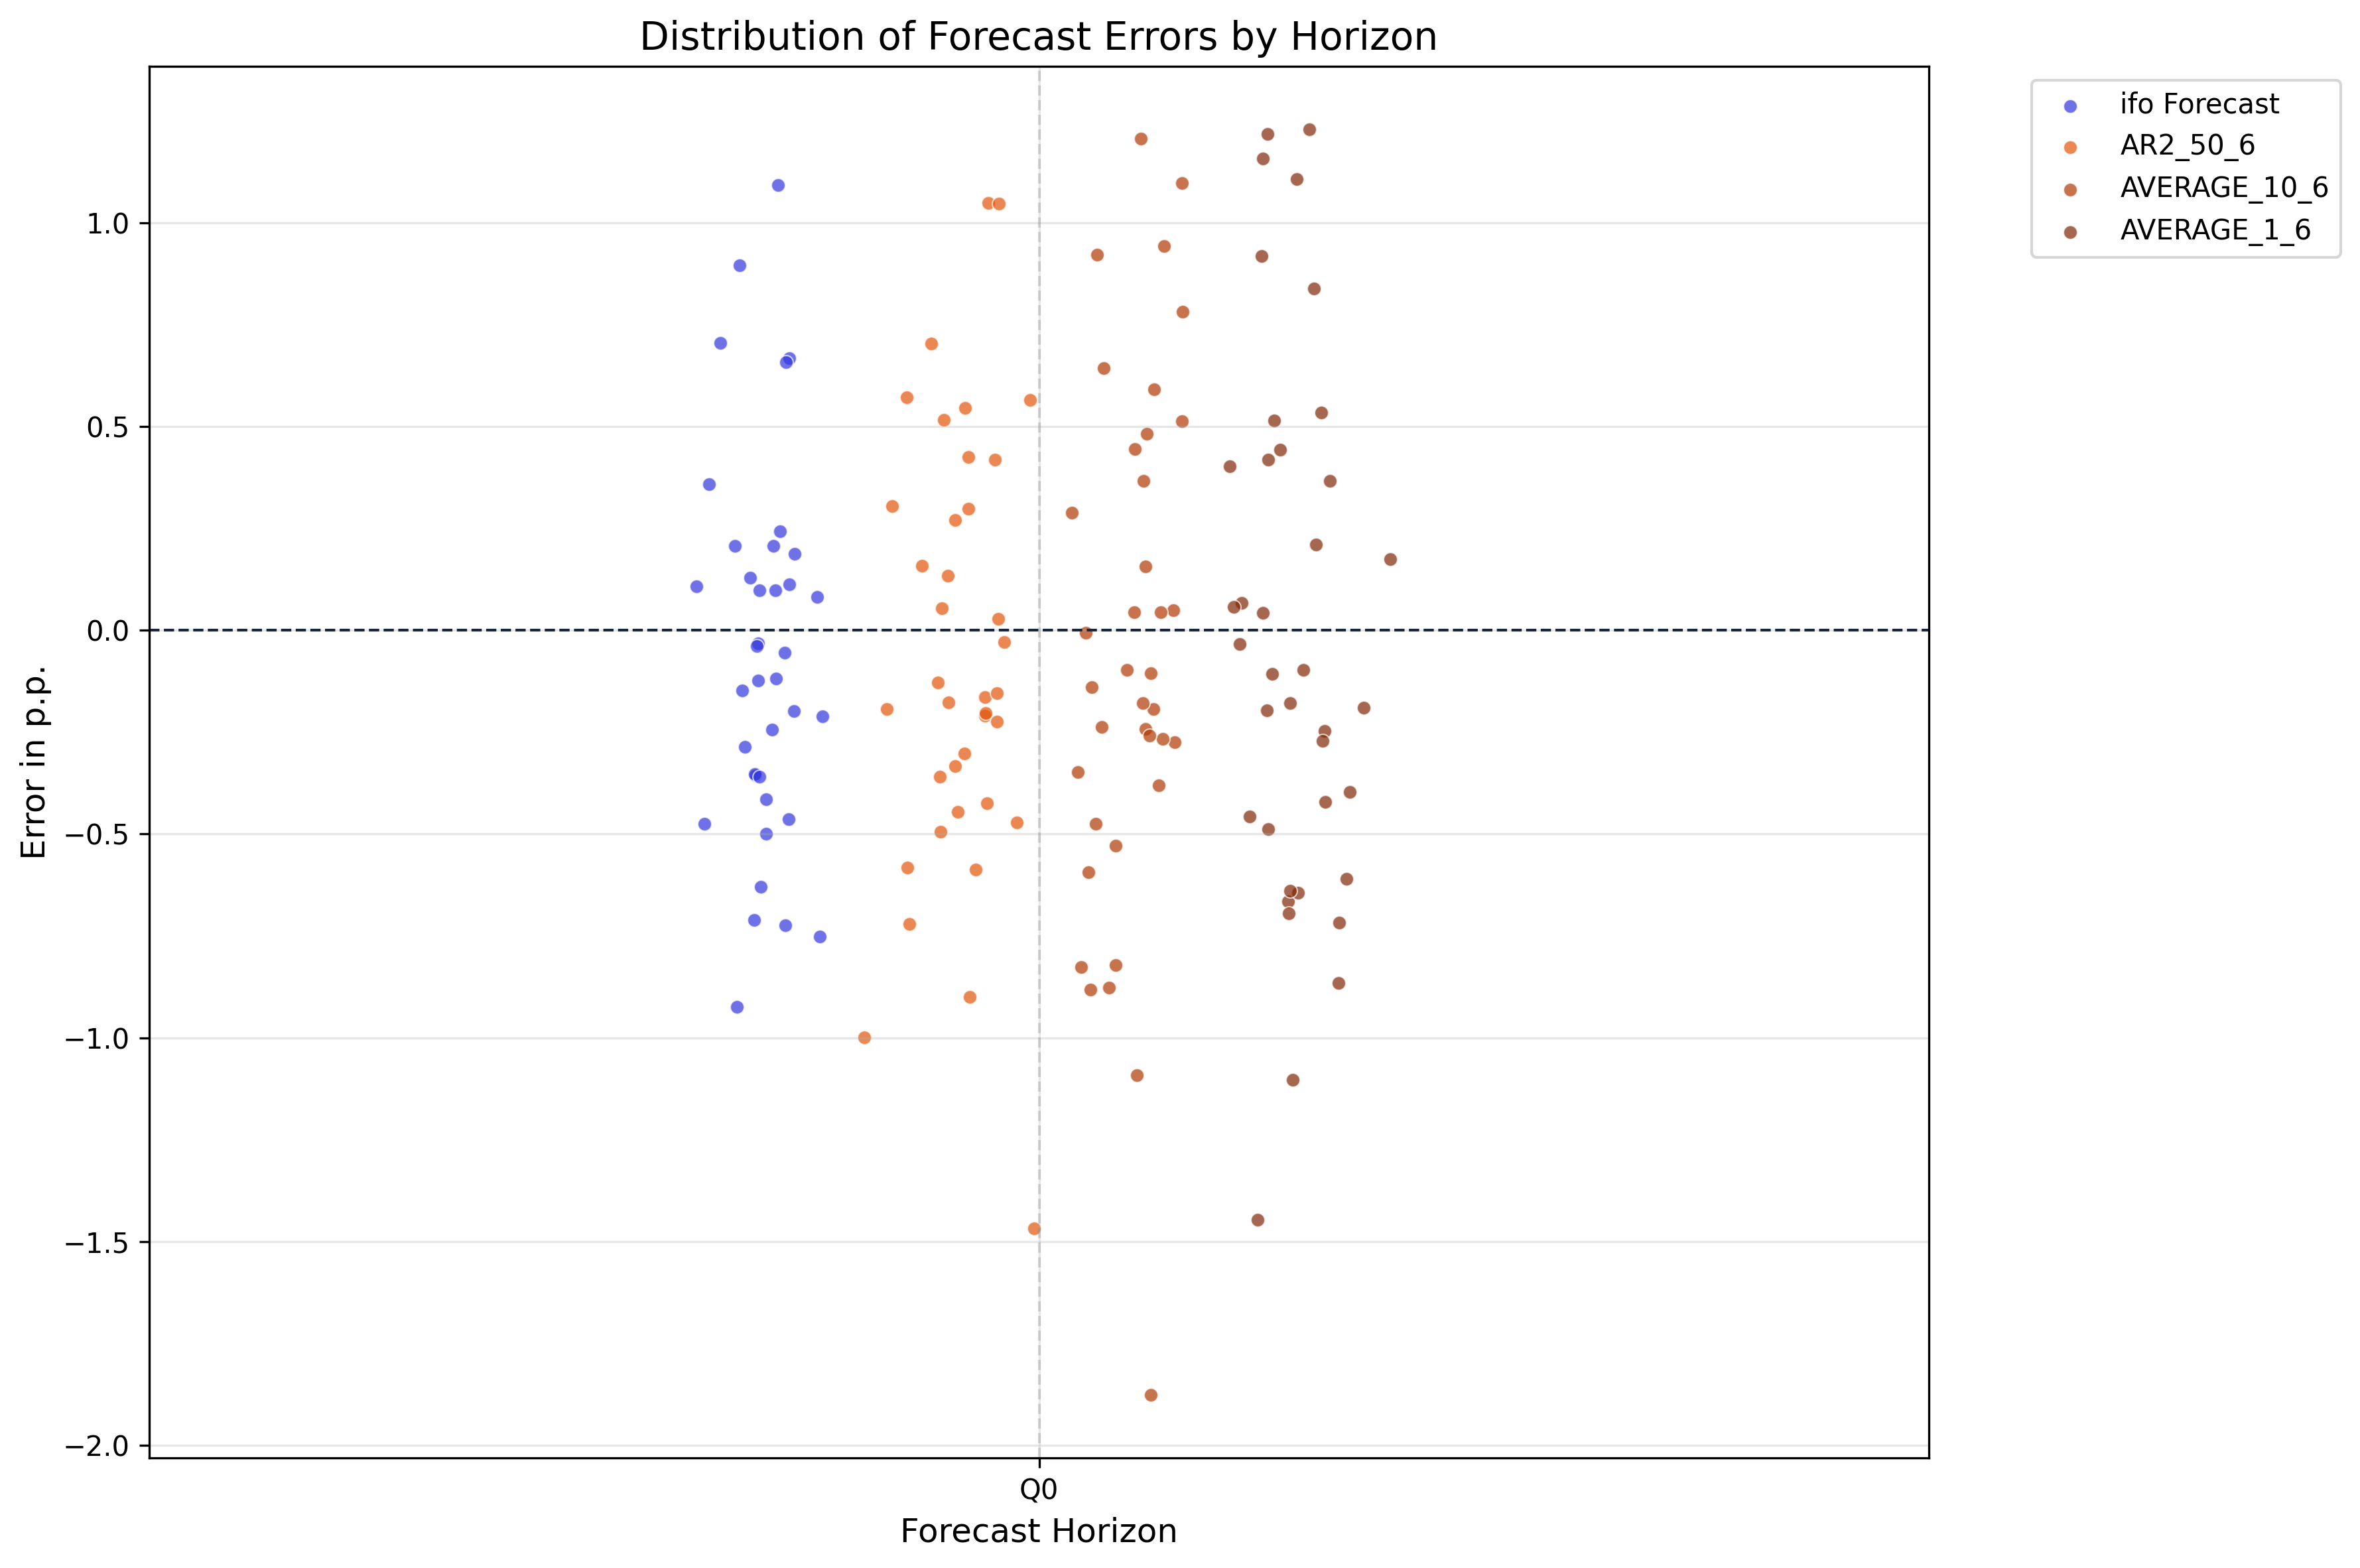 Distribution of Forecast Errors by Horizon
ifo Forecast
AR2_50_6
AVERAGE_10_6
AVERAGE_1_6
Error in p.p.
1.0
0.5
0.0
−0.5
−1.0
−1.5
−2.0
Q0
Forecast Horizon